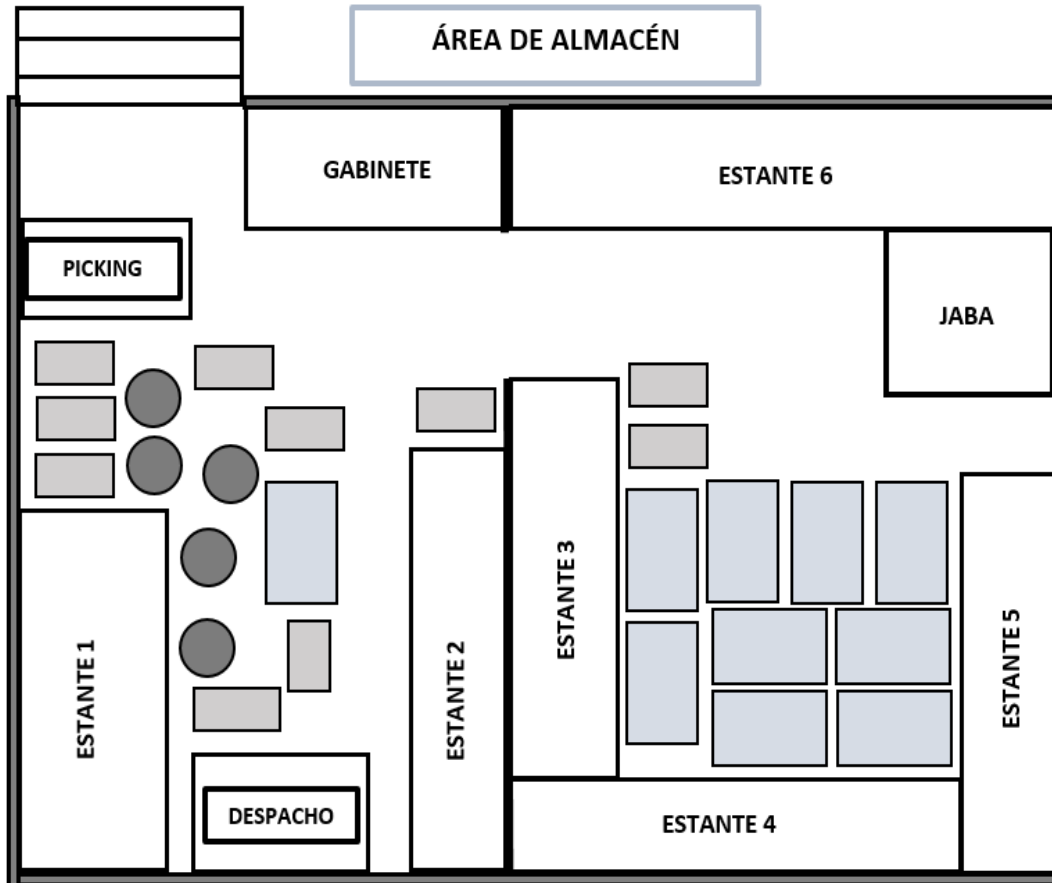 ÁREA DE ALMACÉN
GABINETE
ESTANTE 6
PICKING
JABA
ESTANTE 1
ESTANTE 2
ESTANTE 3
ESTANTE 5
DESPACHO
ESTANTE 4